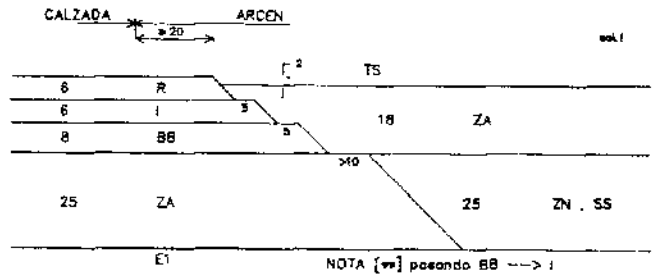 CALZADA ARCEN
20
2 TS
6 R
5
6 I 18 ZA
5
8 BB
>10
25 ZA 25 ZN . SS
E1 NOTA [**] pasando BB ---> I